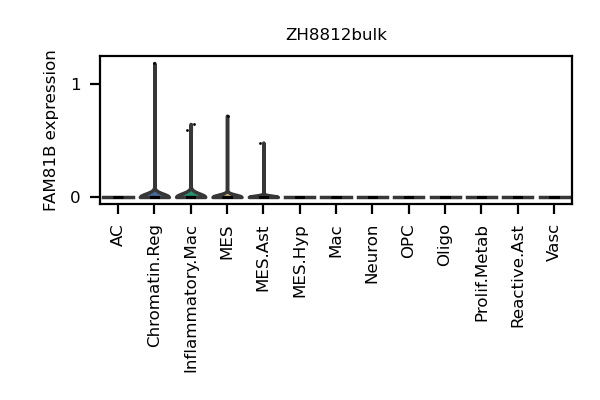 ZH8812bulk
FAM81B expression
1
0
AC
Chromatin.Reg
Inflammatory.Mac
MES
MES.Ast
MES.Hyp
Mac
Neuron
OPC
Oligo
Prolif.Metab
Reactive.Ast
Vasc